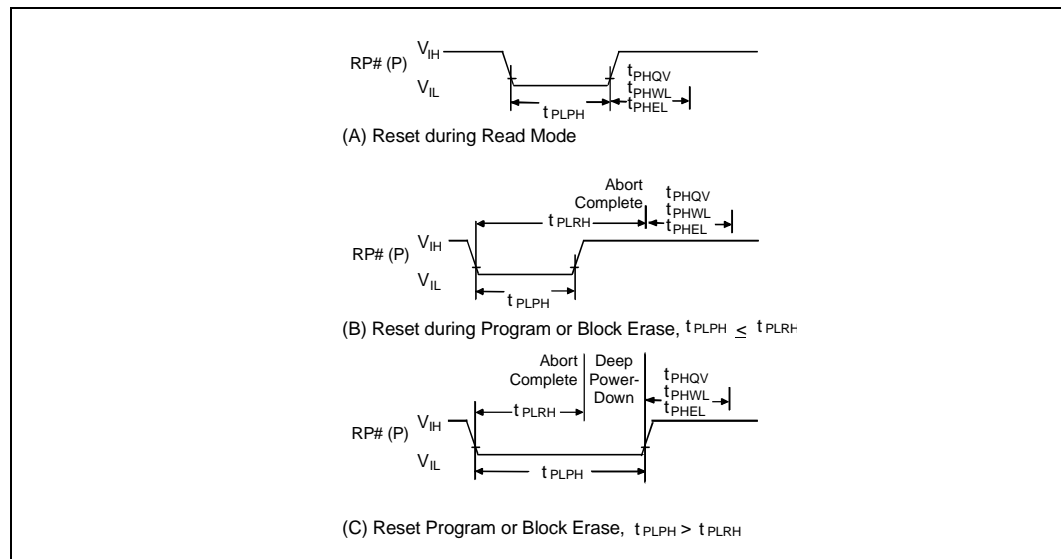 RP# (P)
VIH
VIL
tPLPH
tPHQV
tPHWL
tPHEL
(A) Reset during Read Mode
Abort
Complete
tPLRH
tPHQV
tPHWL
tPHEL
RP# (P)
VIH
VIL
tPLPH
(B) Reset during Program or Block Erase, tPLPH ≤ tPLRH
Abort
Complete
Deep
Power-
Down
tPLRH
tPHQV
tPHWL
tPHEL
RP# (P)
VIH
VIL
tPLPH
(C) Reset Program or Block Erase, tPLPH > tPLRH